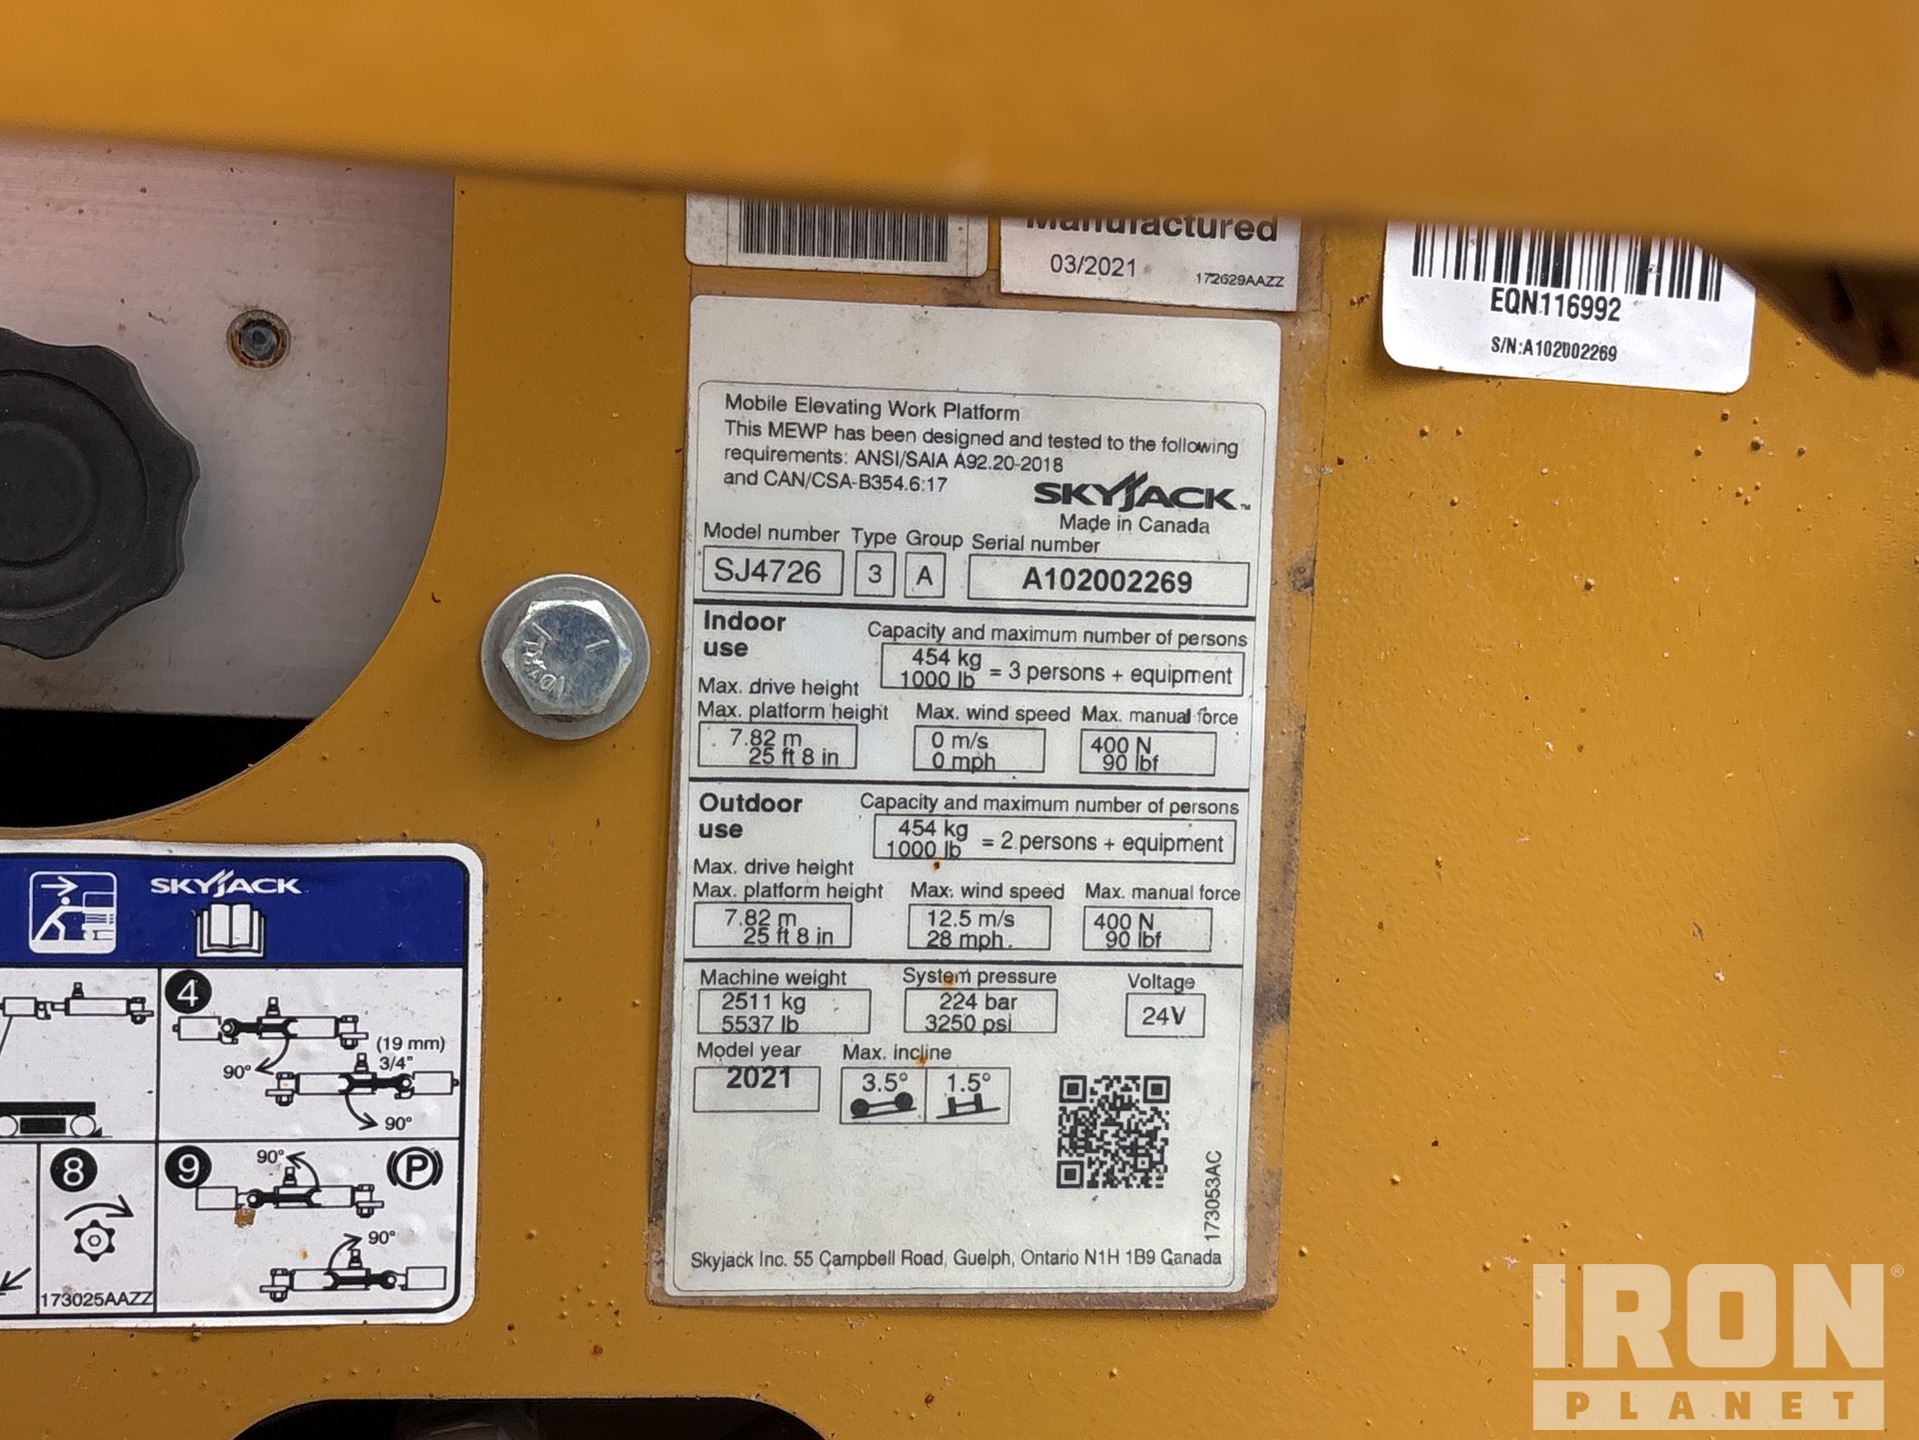 Manufactured
03/2021
172629AAZZ
EQN116992
S/N:A102002269
Mobile Elevating Work Platform
This MEWP has been designed and tested to the following
requirements: ANSI/SAIA A92.20-2018
and CAN/CSA-B354.6:17
SKYJACK™
Made in Canada
Model number Type Group Serial number
SJ4726 3 A A102002269
Indoor
use
Capacity and maximum number of persons
454 kg
1000 lb = 3 persons + equipment
Max. drive height
Max. platform height Max. wind speed Max. manual force
7.82 m 0 m/s 400 N
25 ft 8 in 0 mph 90 lbf
Outdoor
use
Capacity and maximum number of persons
454 kg
1000 lb = 2 persons + equipment
Max. drive height
Max. platform height Max. wind speed Max. manual force
7.82 m 12.5 m/s 400 N
25 ft 8 in 28 mph 90 lbf
Machine weight System pressure Voltage
2511 kg 224 bar 24V
5537 lb 3250 psi
Model year Max. incline
2021 3.5° 1.5°
173053AC
Skyjack Inc. 55 Campbell Road, Guelph, Ontario N1H 1B9 Canada
SKYJACK
4
(19 mm)
3/4"
90°
90°
8
9
90°
P
90°
173025AAZZ
IRON®
PLANET